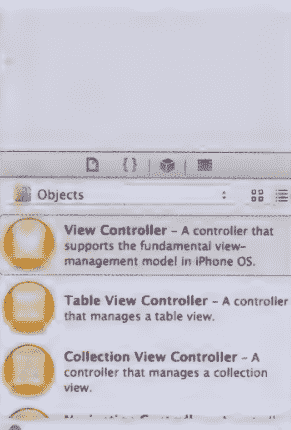 Objects
View Controller – A controller that
supports the fundamental view-
management model in iPhone OS.
Table View Controller – A controller
that manages a table view.
Collection View Controller – A
controller that manages a collection
view.